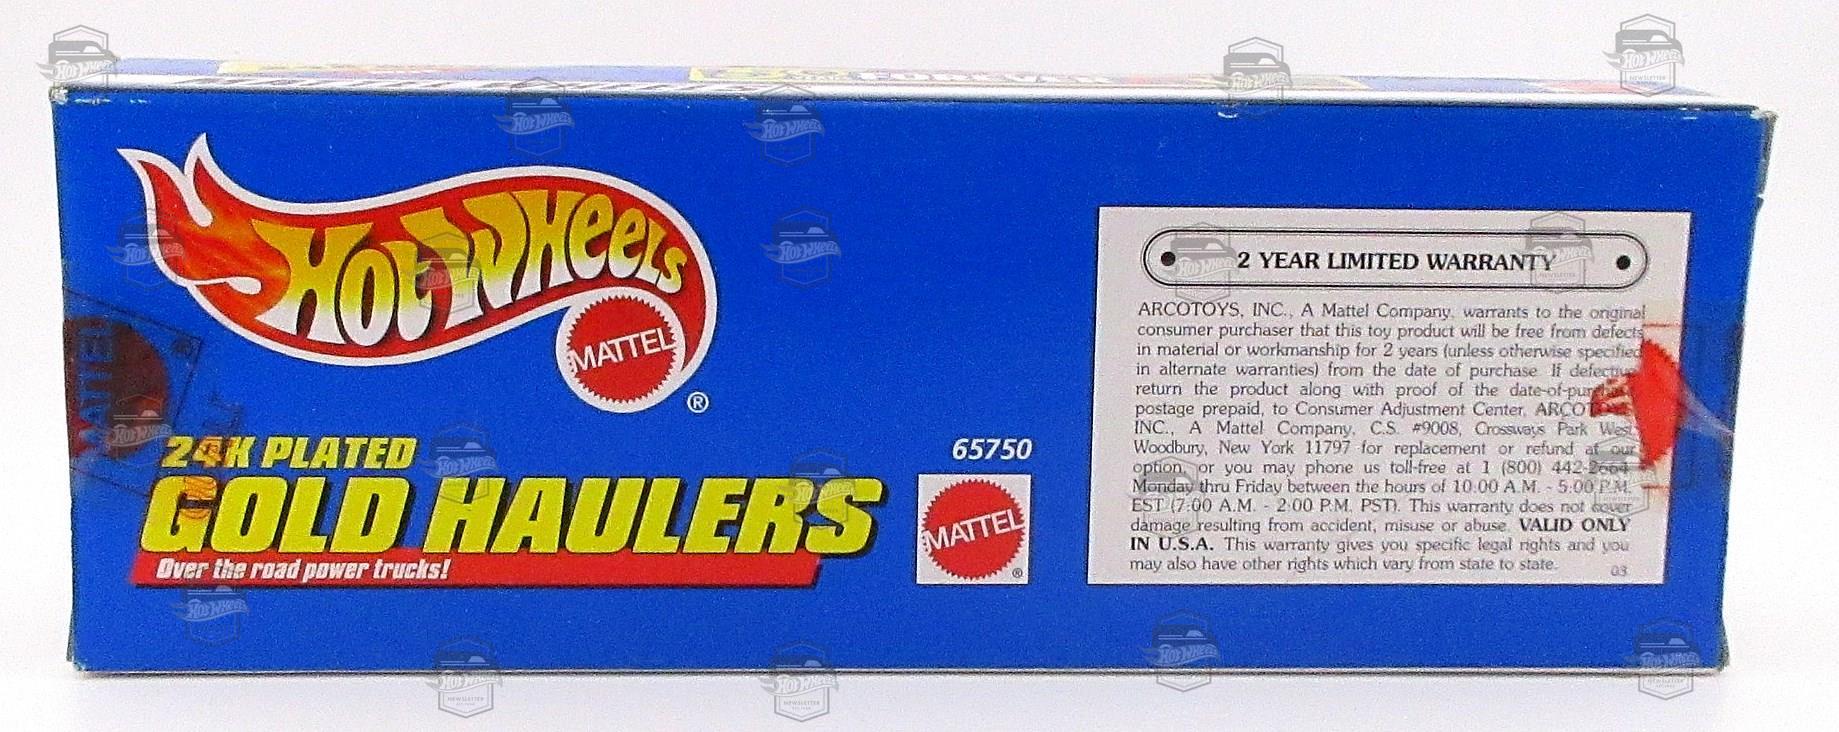 FOREVER
HOT WHEELS
MATTEL
®
24K PLATED
GOLD HAULERS
Over the road power trucks!
65750
MATTEL
®
2 YEAR LIMITED WARRANTY
ARCOTOYS, INC., A Mattel Company, warrants to the original
consumer purchaser that this toy product will be free from defects
in material or workmanship for 2 years (unless otherwise specified
in alternate warranties) from the date of purchase. If defective
return the product along with proof of the date-of-
postage prepaid, to Consumer Adjustment Center,
INC., A Mattel Company, C.S. #9008, Crossways Park West,
Woodbury, New York 11797 for replacement or refund at our
option, or you may phone us toll-free at 1 (800) 442-2664
Monday thru Friday between the hours of 10:00 A.M. - 5:00 P.M.
EST (7:00 A.M. - 2:00 P.M. PST). This warranty does not cover
damage resulting from accident, misuse or abuse. VALID ONLY
IN U.S.A. This warranty gives you specific legal rights and you
may also have other rights which vary from state to state.
03
MATTEL